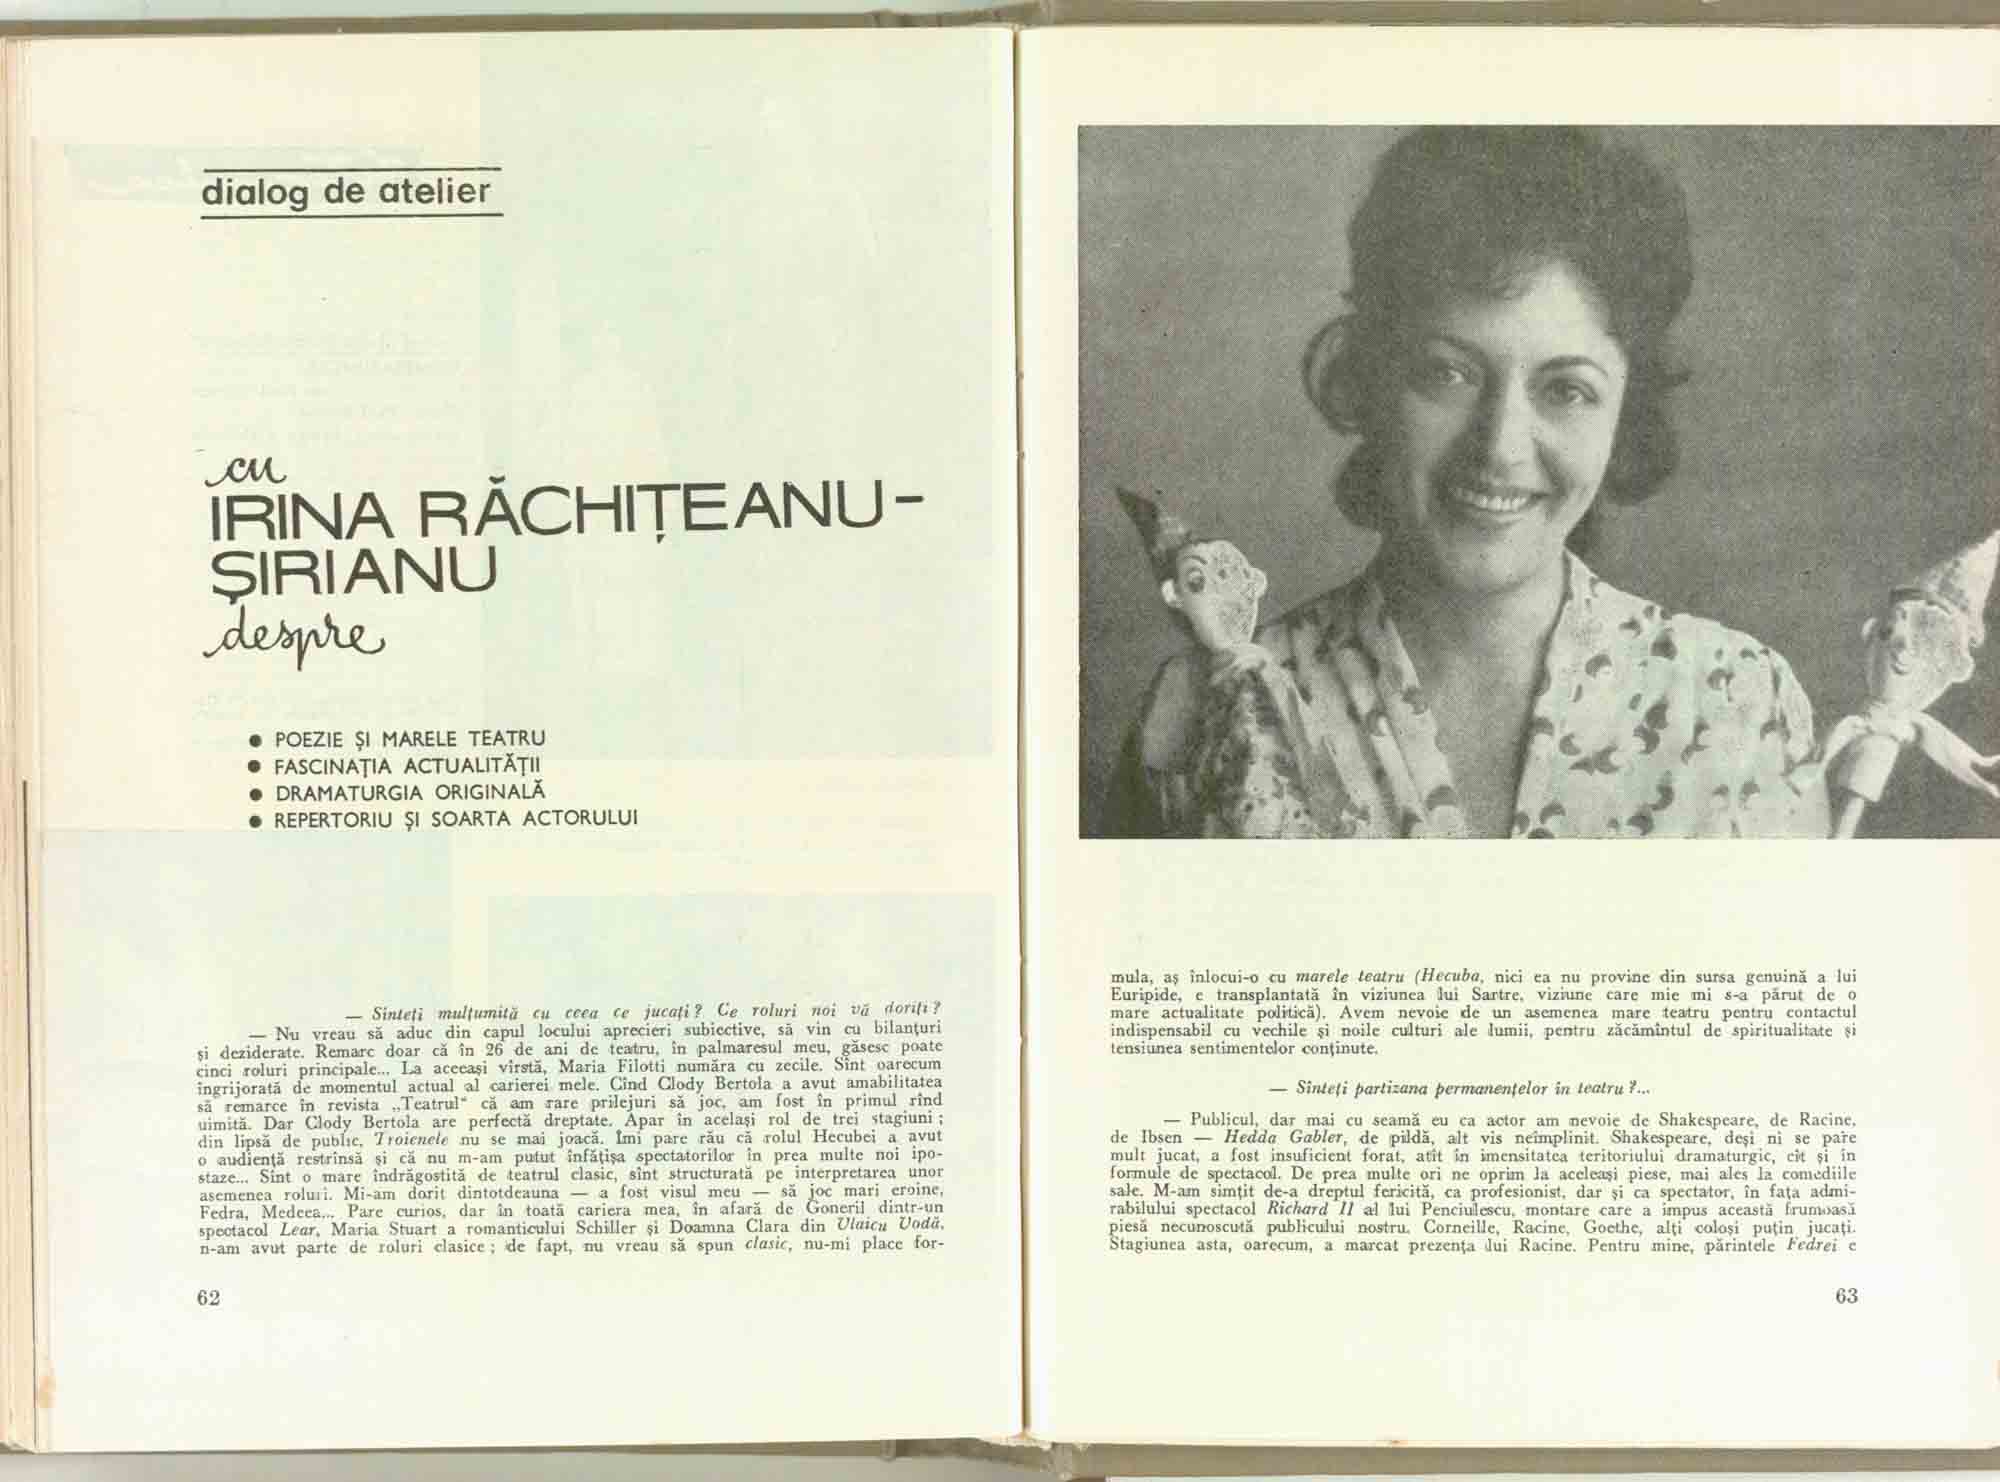 dialog de atelier
cu
IRINA RĂCHIȚEANU-
ȘIRIANU
despre
● POEZIE ȘI MARELE TEATRU
● FASCINAȚIA ACTUALITĂȚII
● DRAMATURGIA ORIGINALĂ
● REPERTORIU ȘI SOARTA ACTORULUI
— Sînteți mulțumită cu ceea ce jucați? Ce roluri noi vă doriți?
— Nu vreau să aduc din capul locului aprecieri subiective, să vin cu bilanțuri
și deziderate. Remarc doar că în 26 de ani de teatru, în palmaresul meu, găsesc poate
cinci roluri principale... La aceeași vîrstă, Maria Filotti număra cu zecile. Sînt oarecum
îngrijorată de momentul actual al carierei mele. Cînd Clody Bertola a avut amabilitatea
să remarce în revista „Teatrul" că am rare prilejuri să joc, am fost în primul rînd
uimită. Dar Clody Bertola are perfectă dreptate. Apar în același rol de trei stagiuni ;
din lipsă de public, Troienele nu se mai joacă. Îmi pare rău că rolul Hecubei a avut
o audiență restrînsă și că nu m-am putut înfățișa spectatorilor în prea multe noi ipo-
staze... Sînt o mare îndrăgostită de teatrul clasic, sînt structurată pe interpretarea unor
asemenea roluri. Mi-am dorit dintotdeauna — a fost visul meu — să joc mari eroine,
Fedra, Medeea... Pare curios, dar în toată cariera mea, în afară de Goneril dintr-un
spectacol Lear, Maria Stuart a romanticului Schiller și Doamna Clara din Vlaicu Vodă,
n-am avut parte de roluri clasice ; de fapt, nu vreau să spun clasic, nu-mi place for-
62
mula, aș înlocui-o cu marele teatru (Hecuba, nici ea nu provine din sursa genuină a lui
Euripide, e transplantată în viziunea lui Sartre, viziune care mie mi s-a părut de o
mare actualitate politică). Avem nevoie de un asemenea mare teatru pentru contactul
indispensabil cu vechile și noile culturi ale lumii, pentru zăcămîntul de spiritualitate și
tensiunea sentimentelor conținute.
— Sînteți partizana permanențelor în teatru?...
— Publicul, dar mai cu seamă eu ca actor am nevoie de Shakespeare, de Racine,
de Ibsen — Hedda Gabler, de pildă, alt vis neîmplinit. Shakespeare, deși ni se pare
mult jucat, a fost insuficient forat, atît în imensitatea teritoriului dramaturgic, cît și în
formule de spectacol. De prea multe ori ne oprim la aceleași piese, mai ales la comediile
sale. M-am simțit de-a dreptul fericită, ca profesionist, dar și ca spectator, în fața admi-
rabilului spectacol Richard II al lui Penciulescu, montare care a impus această frumoasă
piesă necunoscută publicului nostru. Corneille, Racine, Goethe, alți coloși puțin jucați.
Stagiunea asta, oarecum, a marcat prezența lui Racine. Pentru mine, părintele Fedrei e
63